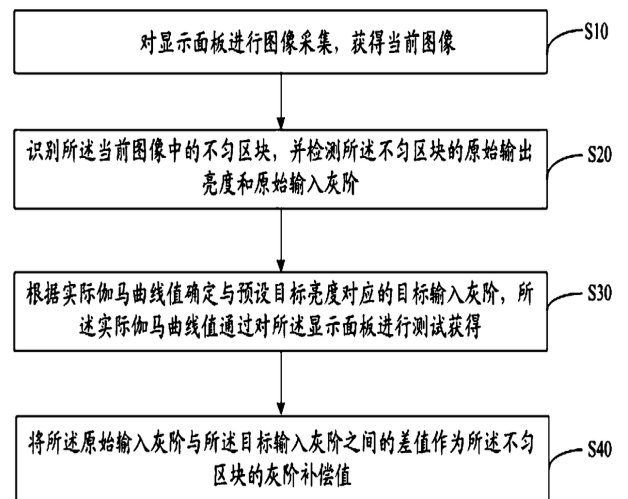 对显示面板进行图像采集，获得当前图像
S10
识别所述当前图像中的不匀区块，并检测所述不匀区块的原始输出
亮度和原始输入灰阶
S20
根据实际伽马曲线值确定与预设目标亮度对应的目标输入灰阶，所
述实际伽马曲线值通过对所述显示面板进行测试获得
S30
将所述原始输入灰阶与所述目标输入灰阶之间的差值作为所述不匀
区块的灰阶补偿值
S40